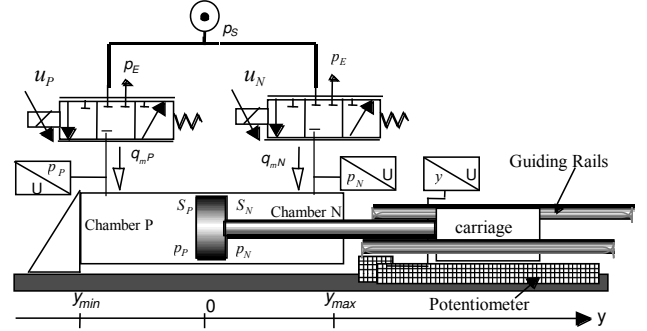 p_S
p_E
p_E
u_P
u_N
q_mP
q_mN
p_P
U
p_N
U
y
U
Guiding Rails
S_P
S_N
Chamber N
Chamber P
carriage
p_P
p_N
Potentiometer
y_min
0
y_max
y